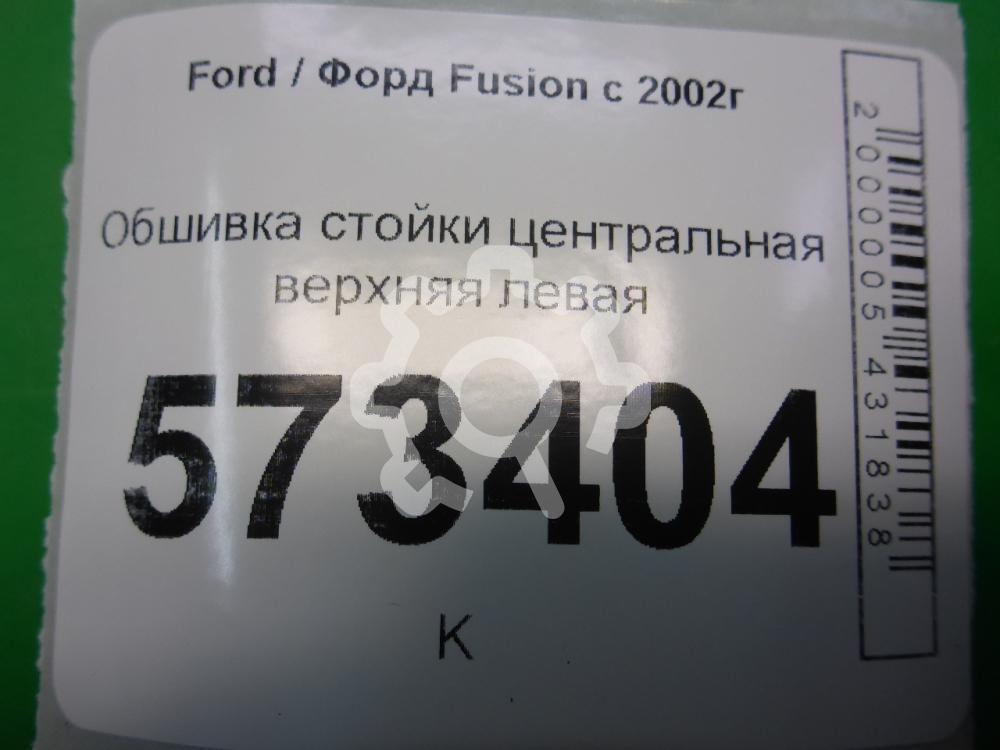 Ford / Форд Fusion с 2002г
Обшивка стойки центральная
верхняя левая
573404
К
2000005431838